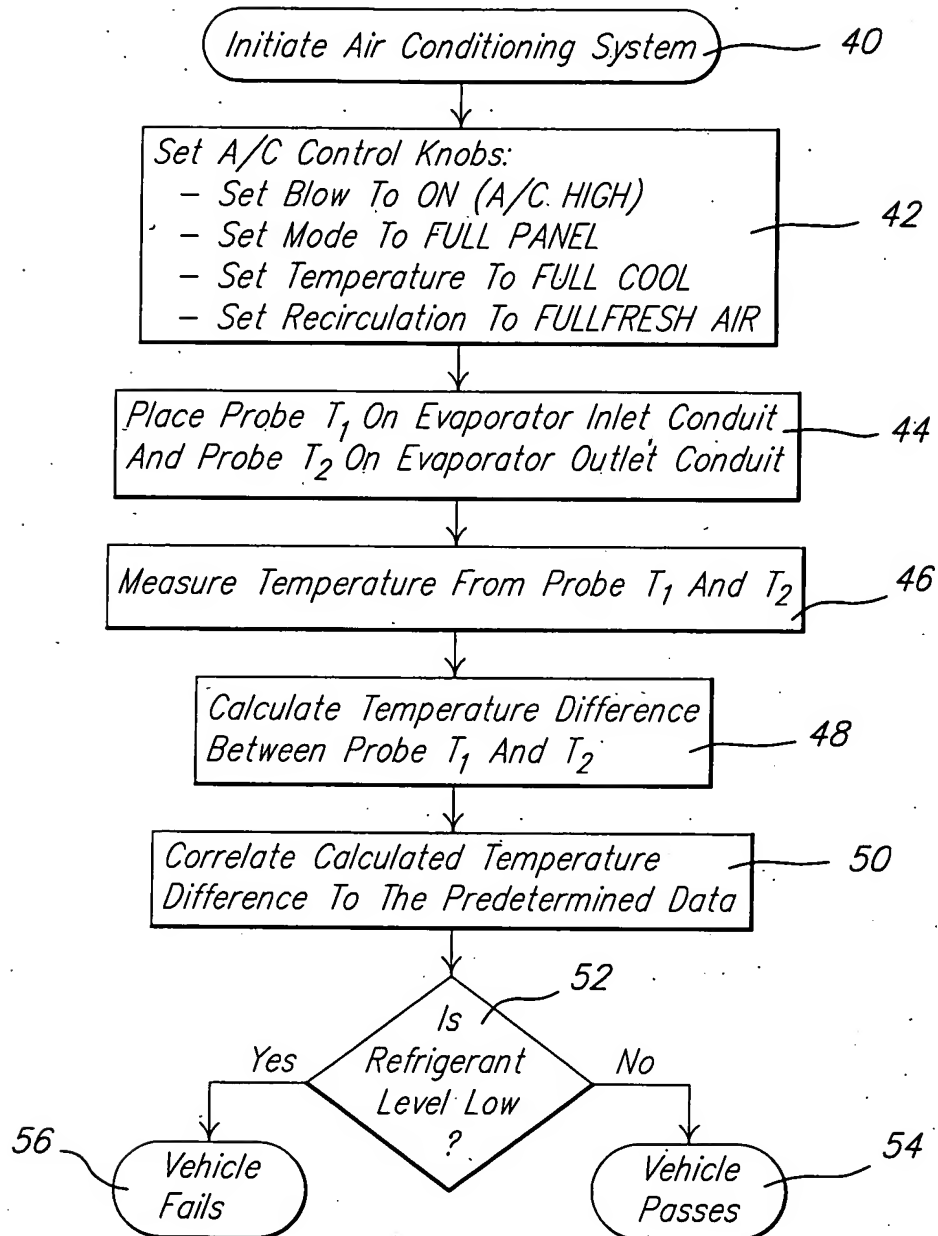 Initiate Air Conditioning System
40
Set A/C Control Knobs:
– Set Blow To ON (A/C HIGH)
– Set Mode To FULL PANEL
– Set Temperature To FULL COOL
– Set Recirculation To FULLFRESH AIR
42
Place Probe T1 On Evaporator Inlet Conduit
And Probe T2 On Evaporator Outlet Conduit
44
Measure Temperature From Probe T1 And T2
46
Calculate Temperature Difference
Between Probe T1 And T2
48
Correlate Calculated Temperature
Difference To The Predetermined Data
50
52
Is
Refrigerant
Level Low
?
Yes
No
56
Vehicle
Fails
54
Vehicle
Passes